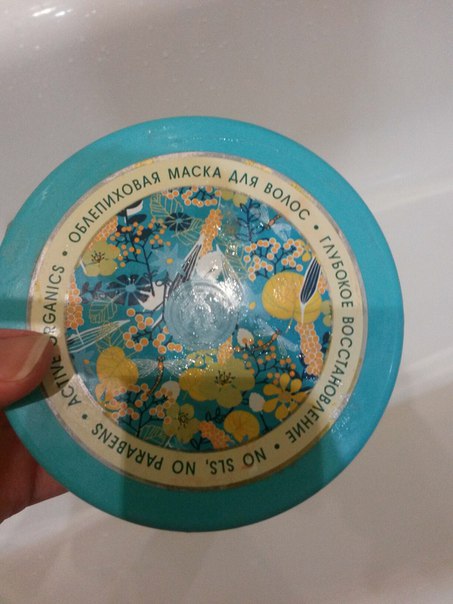 ОБЛЕПИХОВАЯ МАСКА ДЛЯ ВОЛОС • ГЛУБОКОЕ ВОССТАНОВЛЕНИЕ • NO SLS, NO PARABENS • ACTIVE ORGANICS •